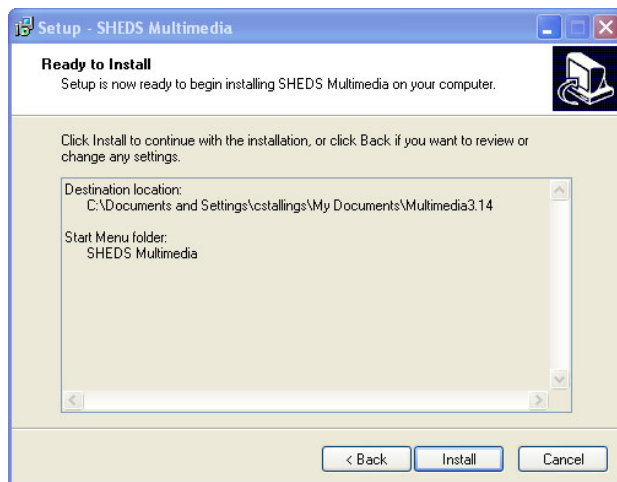 Setup - SHEDS Multimedia
Ready to Install
Setup is now ready to begin installing SHEDS Multimedia on your computer.
Click Install to continue with the installation, or click Back if you want to review or
change any settings.
Destination location:
C:\Documents and Settings\cstallings\My Documents\Multimedia3.14
Start Menu folder:
SHEDS Multimedia
< Back
Install
Cancel